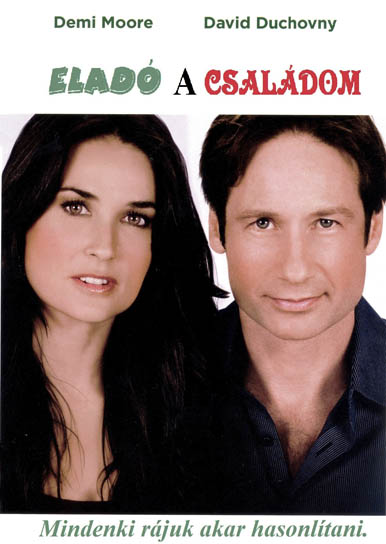 Demi Moore David Duchovny
ELADÓ A CSALÁDOM
Mindenki rájuk akar hasonlítani.